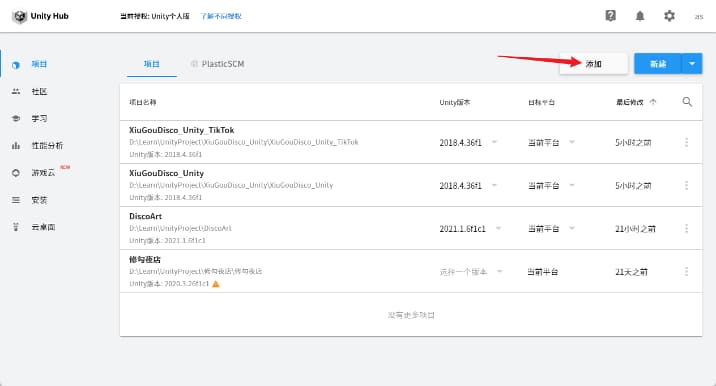 Unity Hub
当前授权: Unity个人版 了解不同授权
项目
社区
学习
性能分析
游戏云 NEW
安装
云桌面
项目 PlasticSCM 添加 新建
项目名称 Unity版本 目标平台 最后修改
XiuGouDisco_Unity_TikTok
D:\Learn\UnityProject\XiuGouDisco_Unity\XiuGouDisco_Unity_TikTok
Unity版本: 2018.4.36f1
2018.4.36f1 当前平台 5小时之前
XiuGouDisco_Unity
D:\Learn\UnityProject\XiuGouDisco_Unity\XiuGouDisco_Unity
Unity版本: 2018.4.36f1
2018.4.36f1 当前平台 5小时之前
DiscoArt
D:\Learn\UnityProject\DiscoArt
Unity版本: 2021.1.6f1c1
2021.1.6f1c1 当前平台 21小时之前
修勾夜店
D:\Learn\UnityProject\修勾夜店\修勾夜店
Unity版本: 2020.3.26f1c1
选择一个版本 当前平台 21天之前
没有更多项目